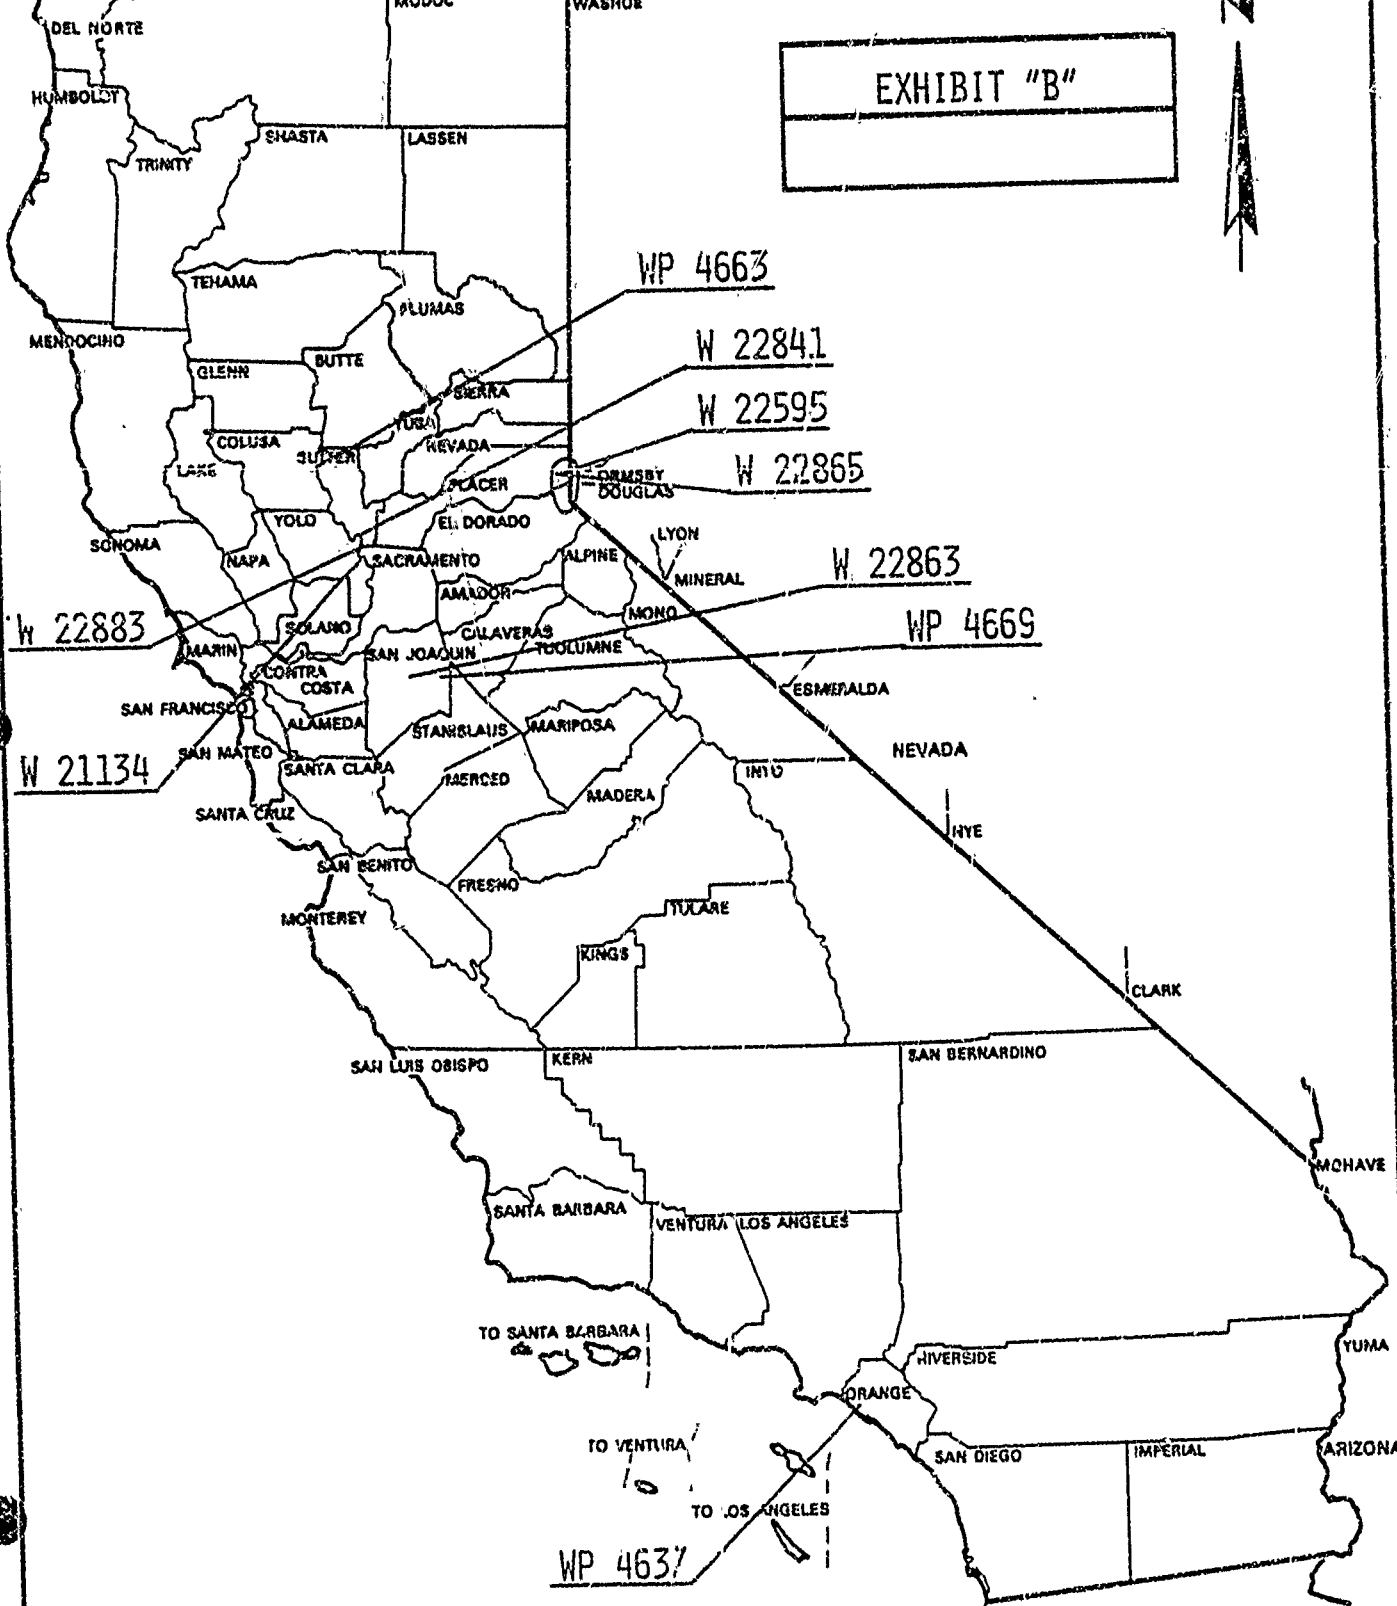 MODOC
WASHOE
DEL NORTE
EXHIBIT "B"
HUMBOLDT
SHASTA
LASSEN
TRINITY
WP 4663
TEHAMA
PLUMAS
MENDOCINO
W 22841
BUTTE
GLENN
SIERRA
W 22595
YUBA
COLUSA
NEVADA
SUTTER
LAKE
W 22865
ORMSBY
PLACER
DOUGLAS
YOLO
EL DORADO
LYON
SONOMA
NAPA
SACRAMENTO
ALPINE
W 22863
MINERAL
AMADOR
MONO
W 22883
SOLANO
CALAVERAS
WP 4669
MARIN
SAN JOAQUIN
TUOLUMNE
CONTRA
COSTA
ESMERALDA
SAN FRANCISCO
ALAMEDA
STANISLAUS
MARIPOSA
NEVADA
SAN MATEO
W 21134
SANTA CLARA
MERCED
INYO
MADERA
SANTA CRUZ
NYE
SAN BENITO
FRESNO
TULARE
MONTEREY
KINGS
CLARK
SAN LUIS OBISPO
KERN
SAN BERNARDINO
MOHAVE
SANTA BARBARA
VENTURA
LOS ANGELES
TO SANTA BARBARA
RIVERSIDE
YUMA
ORANGE
TO VENTURA
SAN DIEGO
IMPERIAL
ARIZONA
TO LOS ANGELES
WP 4637